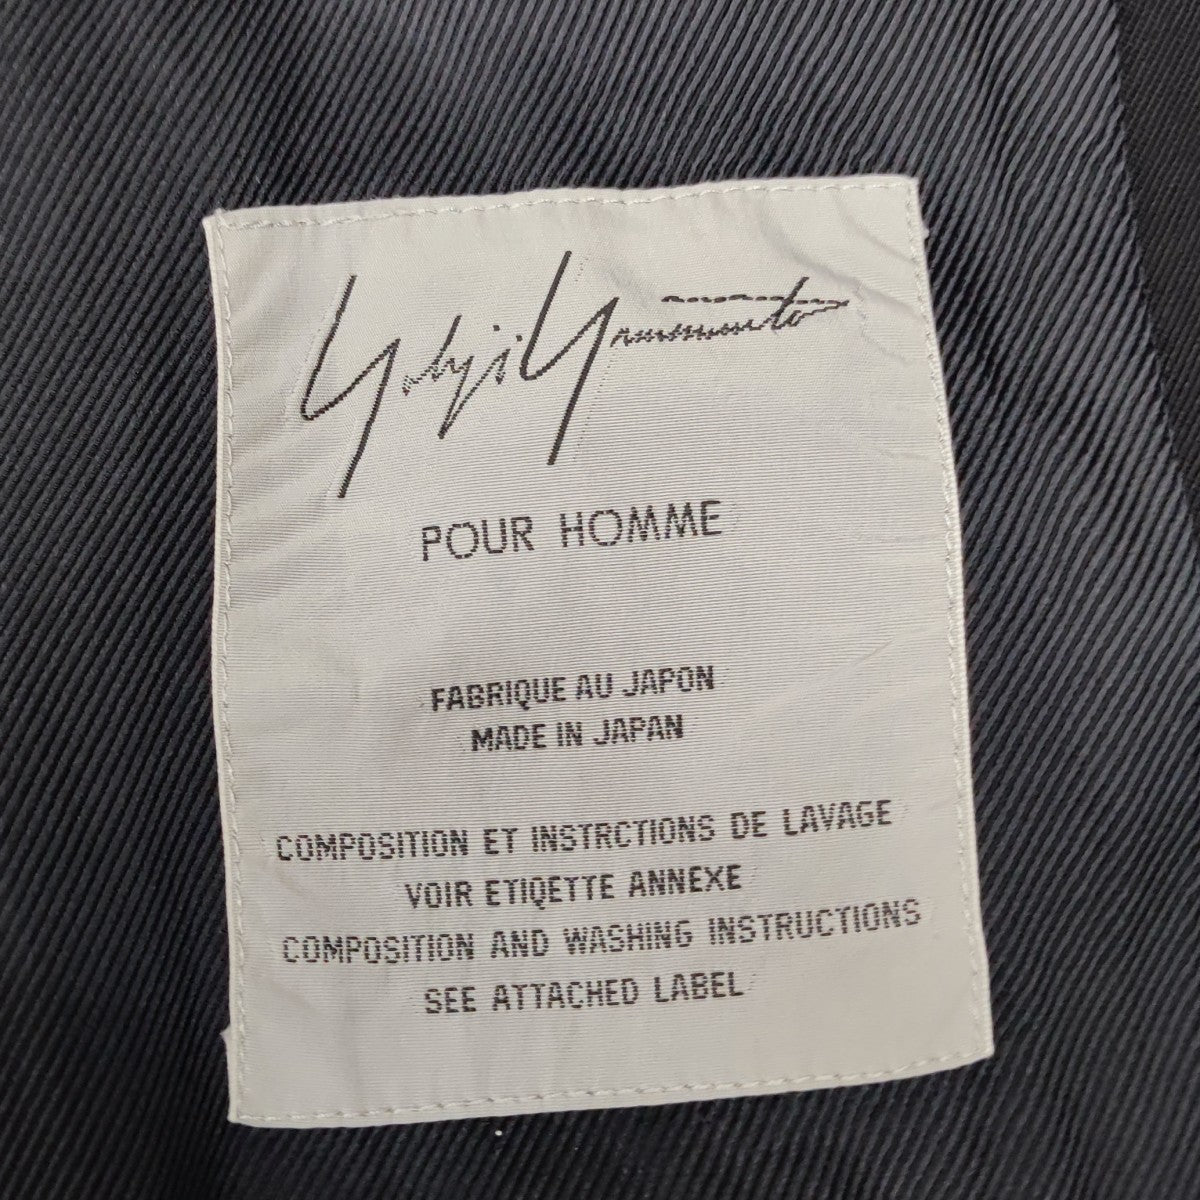 Yohji Yamamoto
POUR HOMME
FABRIQUE AU JAPON
MADE IN JAPAN
COMPOSITION ET INSTRCTIONS DE LAVAGE
VOIR ETIQETTE ANNEXE
COMPOSITION AND WASHING INSTRUCTIONS
SEE ATTACHED LABEL